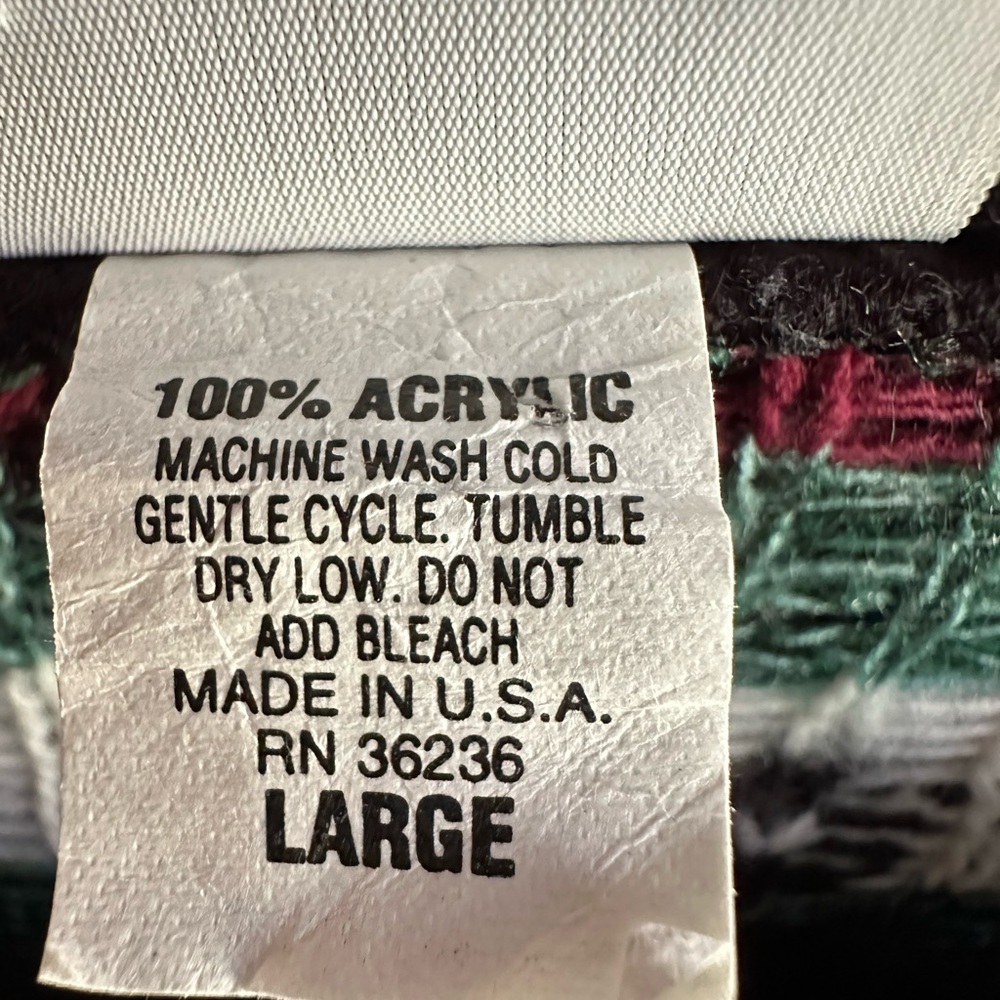 100% ACRYLIC
MACHINE WASH COLD
GENTLE CYCLE. TUMBLE
DRY LOW. DO NOT
ADD BLEACH
MADE IN U.S.A.
RN 36236
LARGE